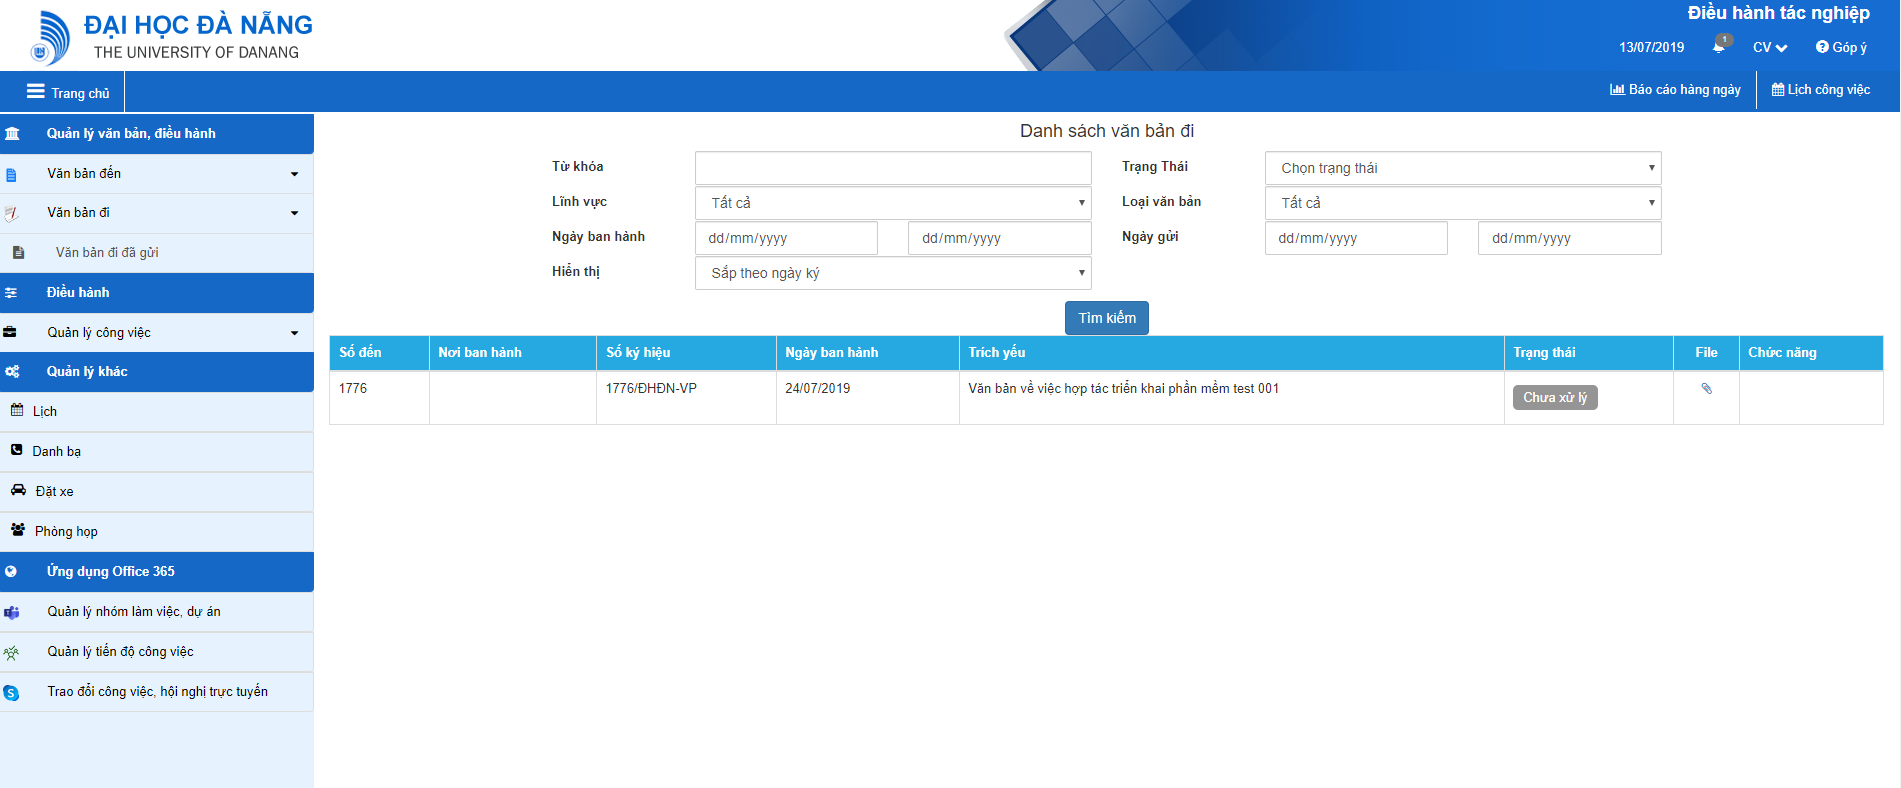 ĐẠI HỌC ĐÀ NẴNG
THE UNIVERSITY OF DANANG
Điều hành tác nghiệp
13/07/2019 1 CV Góp ý
Trang chủ
Báo cáo hàng ngày Lịch công việc
Quản lý văn bản, điều hành
Văn bản đến
Văn bản đi
Văn bản đi đã gửi
Điều hành
Quản lý công việc
Quản lý khác
Lịch
Danh bạ
Đặt xe
Phòng họp
Ứng dụng Office 365
Quản lý nhóm làm việc, dự án
Quản lý tiến độ công việc
Trao đổi công việc, hội nghị trực tuyến
Danh sách văn bản đi
Từ khóa Trạng Thái Chọn trạng thái
Lĩnh vực Tất cả Loại văn bản Tất cả
Ngày ban hành dd/mm/yyyy dd/mm/yyyy Ngày gửi dd/mm/yyyy dd/mm/yyyy
Hiển thị Sắp theo ngày ký
Tìm kiếm
Số đến Nơi ban hành Số ký hiệu Ngày ban hành Trích yếu Trạng thái File Chức năng
1776 1776/ĐHĐN-VP 24/07/2019 Văn bản về việc hợp tác triển khai phần mềm test 001 Chưa xử lý